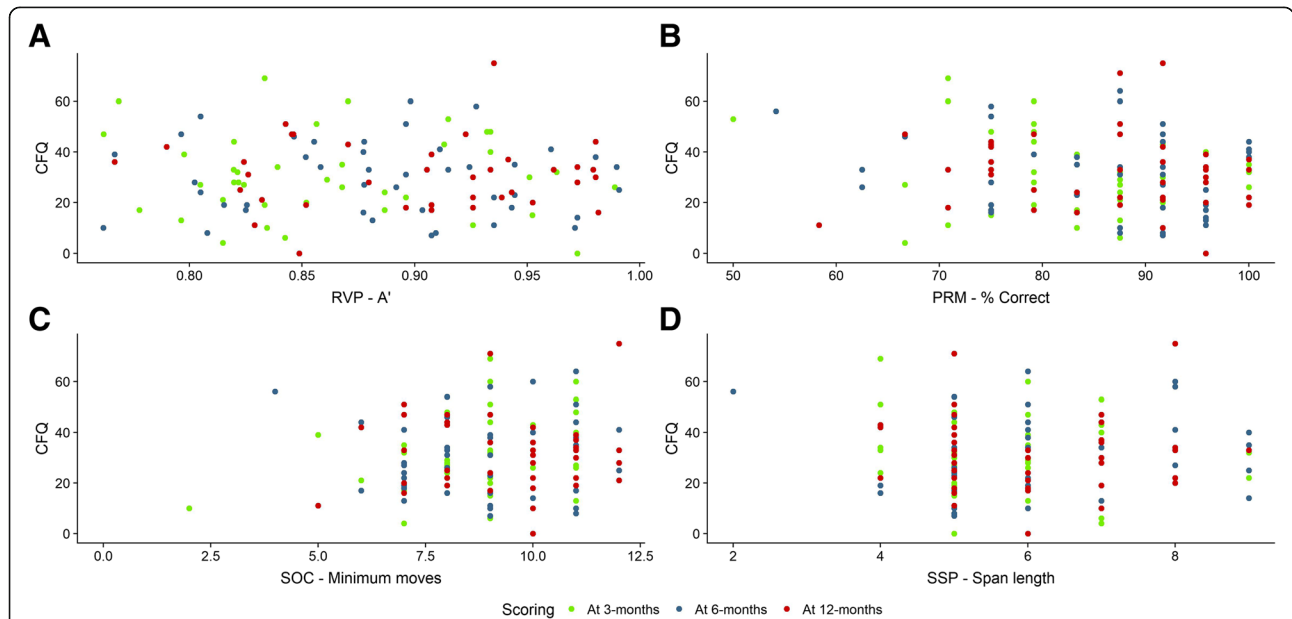 A
B
CFQ
60
40
20
0
0.80 0.85 0.90 0.95 1.00
RVP - A'
CFQ
60
40
20
0
50 60 70 80 90 100
PRM - % Correct
C
D
CFQ
60
40
20
0
0.0 2.5 5.0 7.5 10.0 12.5
SOC - Minimum moves
CFQ
60
40
20
0
2 4 6 8
SSP - Span length
Scoring At 3-months At 6-months At 12-months